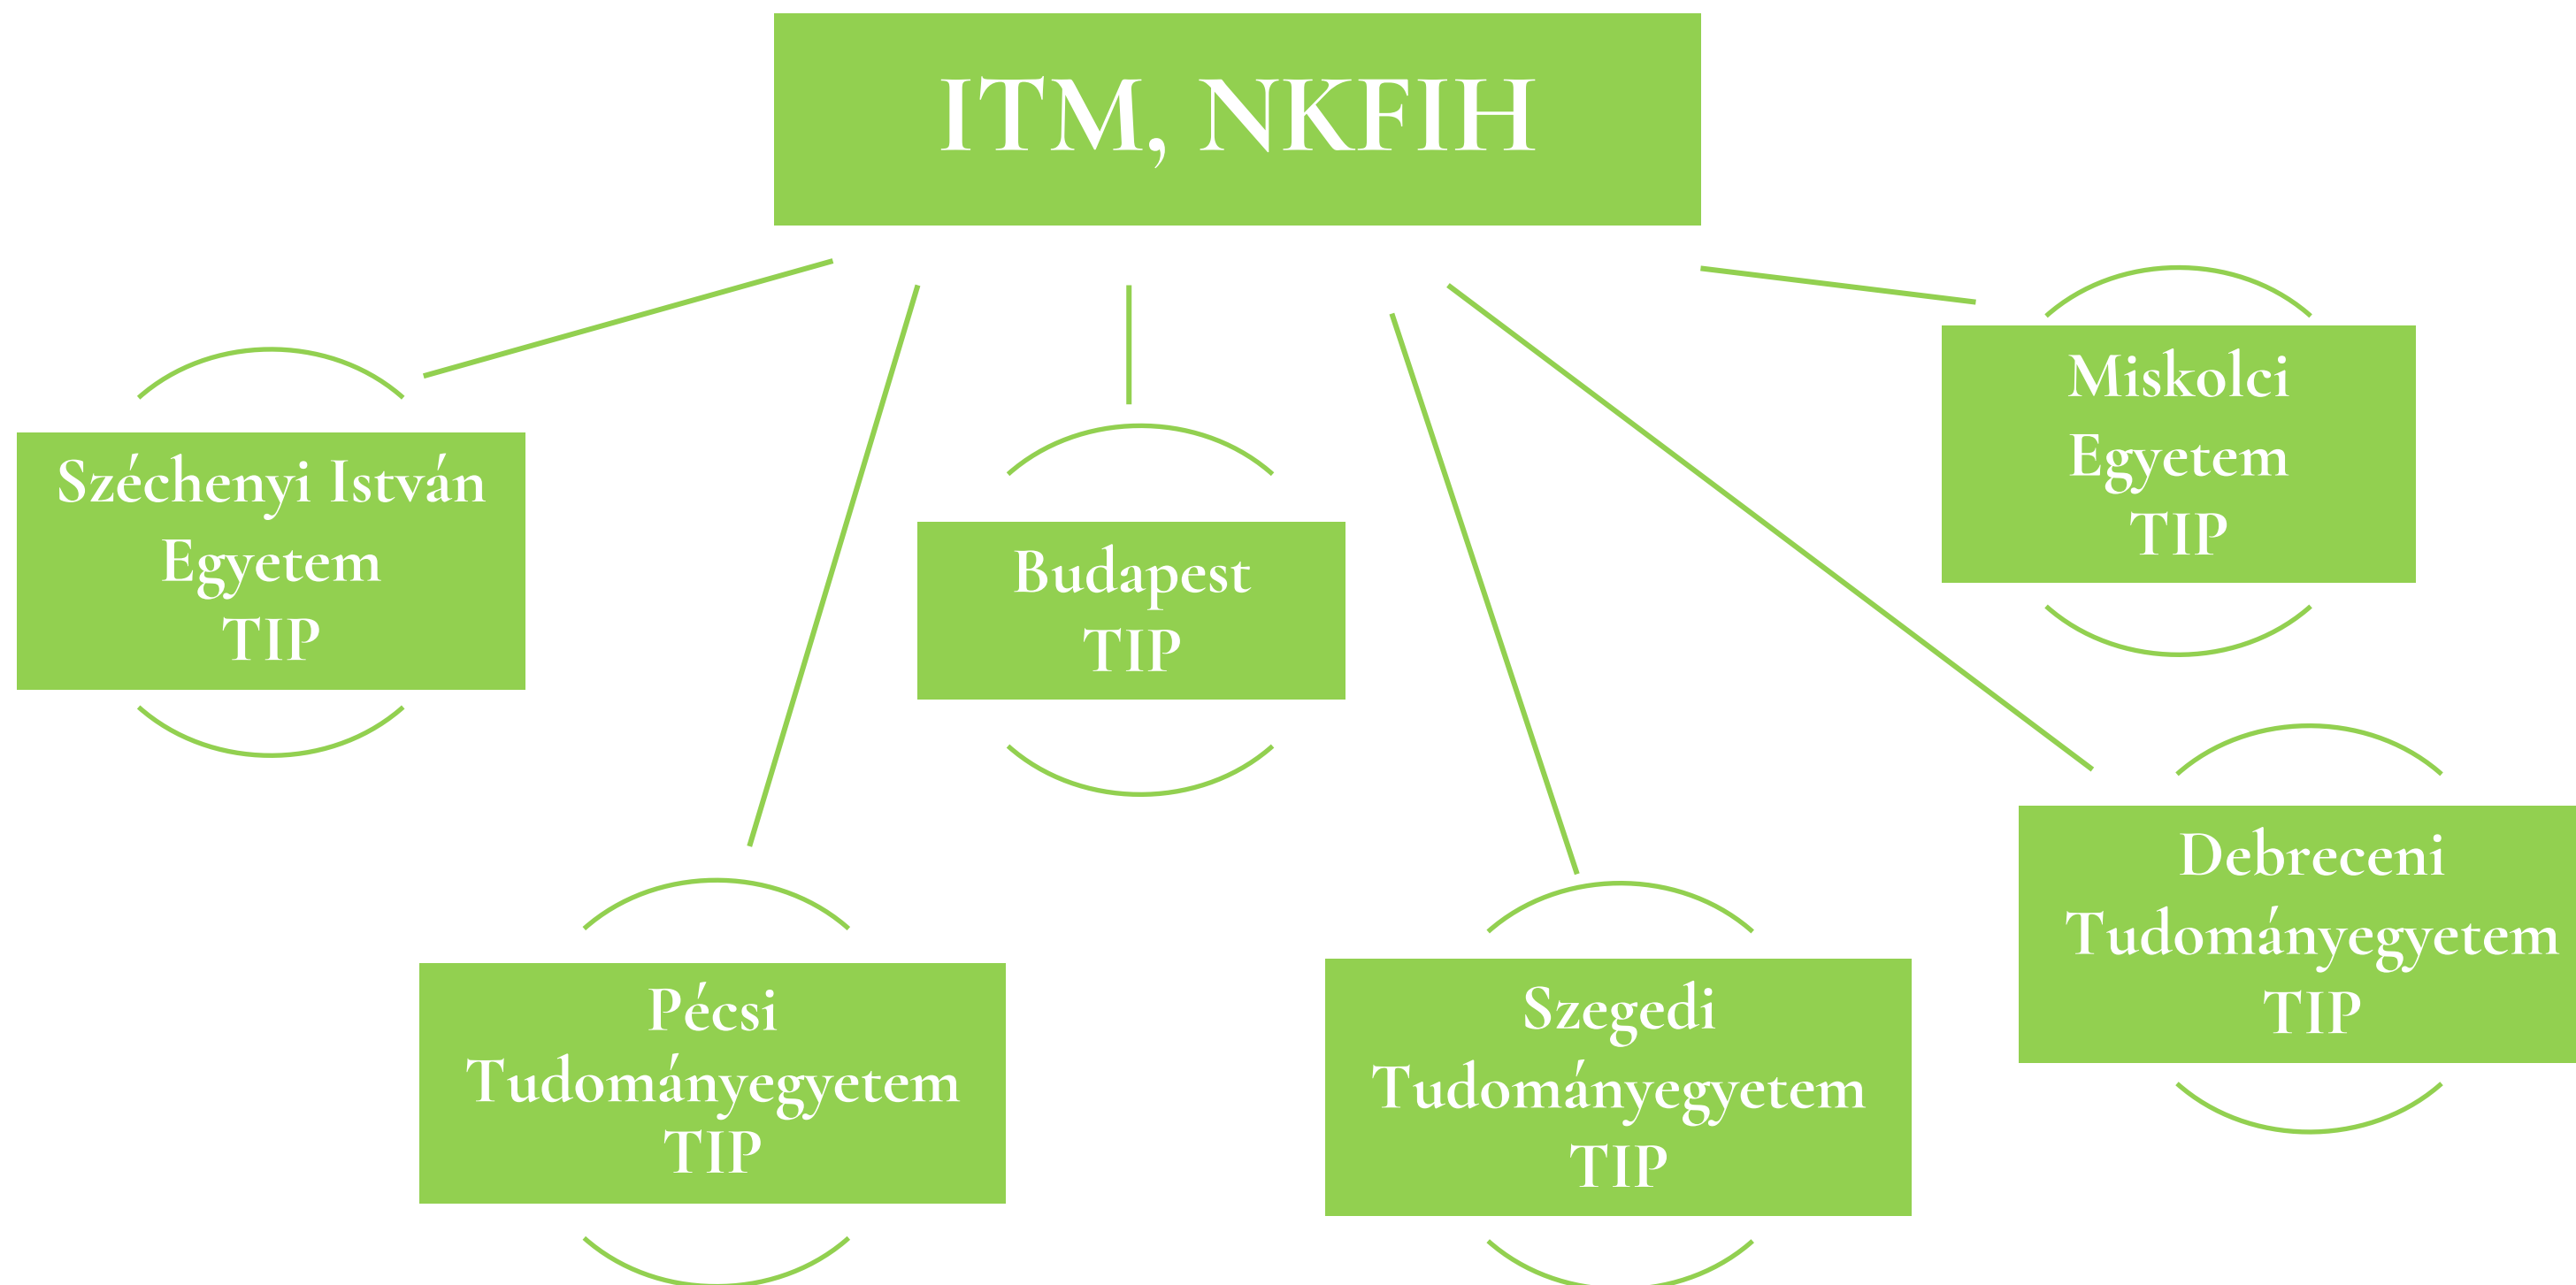 ITM, NKFIH
Széchenyi István
Egyetem
TIP
Budapest
TIP
Miskolci
Egyetem
TIP
Pécsi
Tudományegyetem
TIP
Szegedi
Tudományegyetem
TIP
Debreceni
Tudományegyetem
TIP